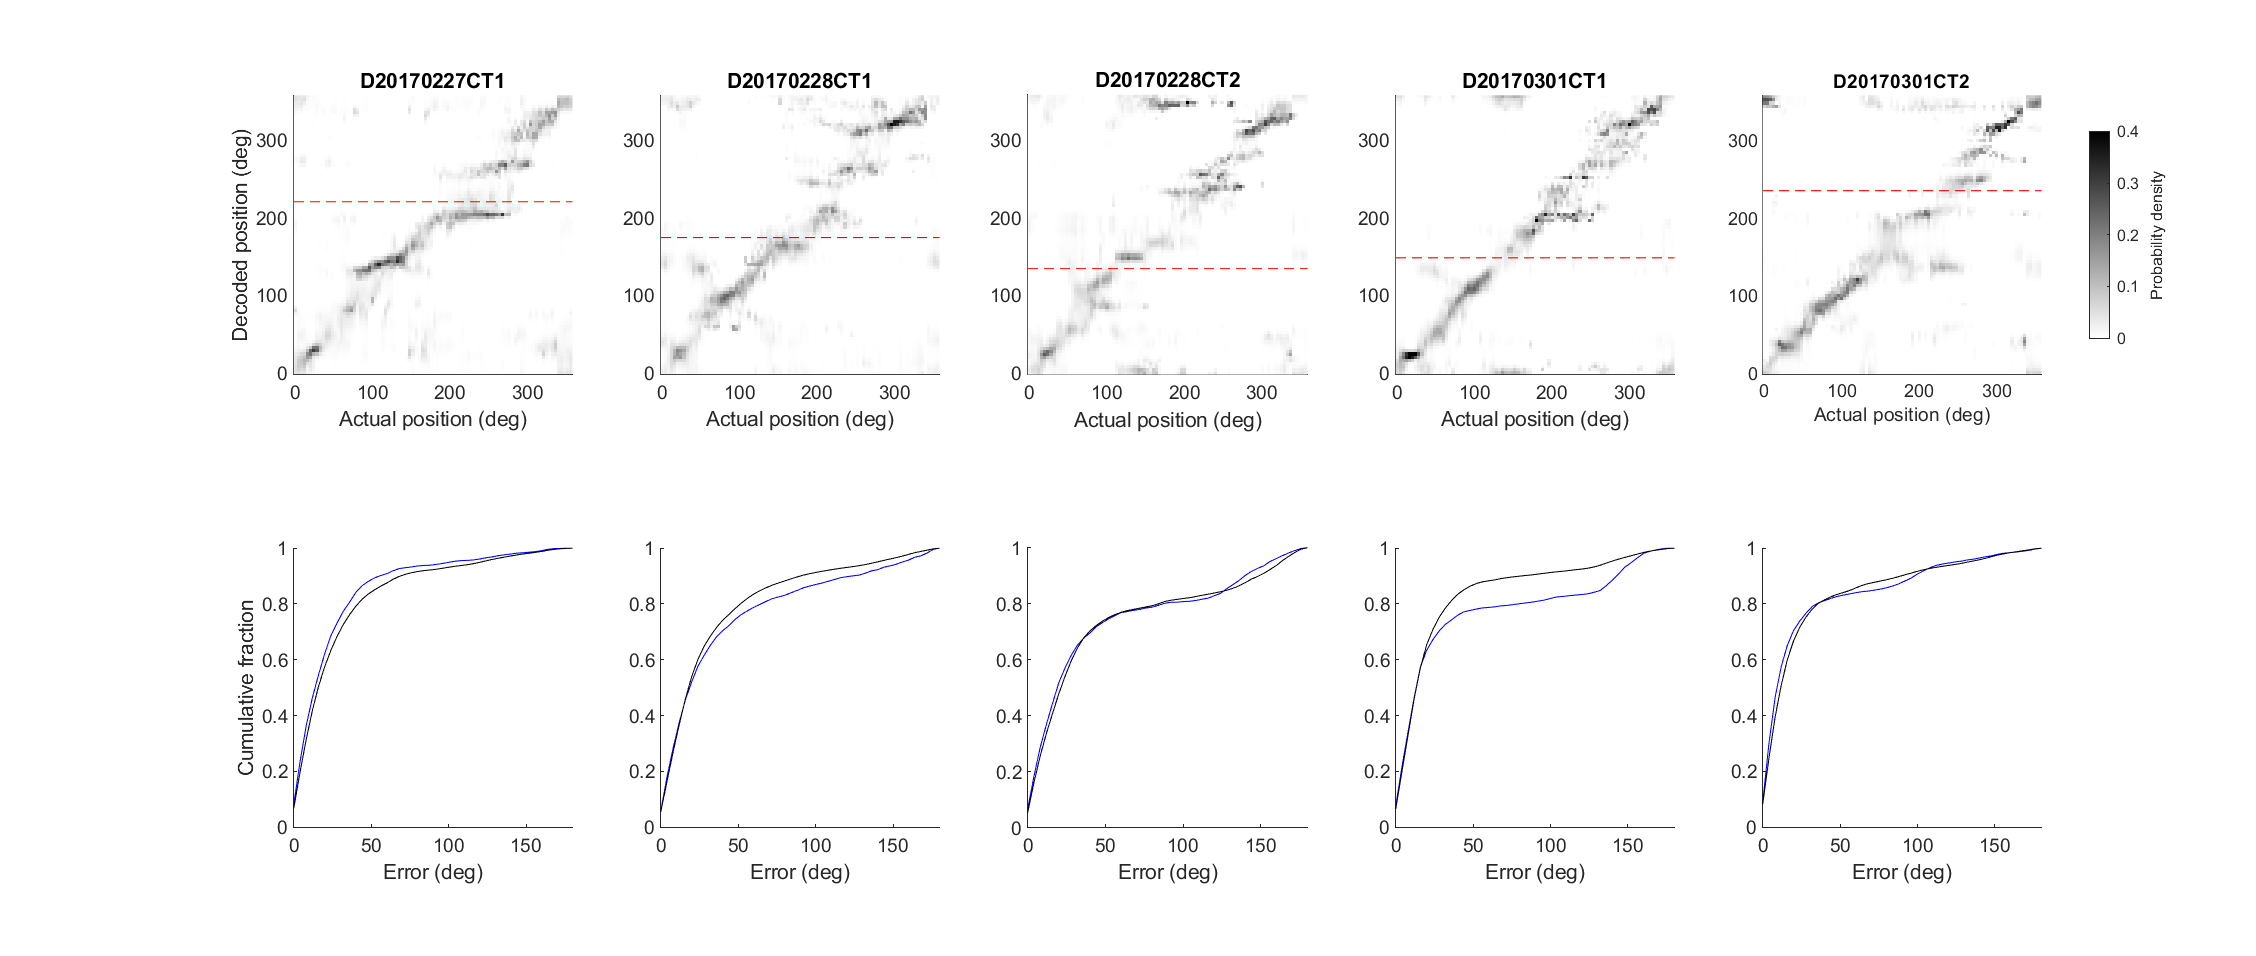 D20170227CT1 D20170228CT1 D20170228CT2 D20170301CT1 D20170301CT2
Decoded position (deg)
300 200 100 0
0 100 200 300
Actual position (deg)
300 200 100 0
0 100 200 300
Actual position (deg)
300 200 100 0
0 100 200 300
Actual position (deg)
300 200 100 0
0 100 200 300
Actual position (deg)
300 200 100 0
0 100 200 300
Actual position (deg)
0.4 0.3 0.2 0.1 0
Probability density
Cumulative fraction
1 0.8 0.6 0.4 0.2 0
0 50 100 150
Error (deg)
1 0.8 0.6 0.4 0.2 0
0 50 100 150
Error (deg)
1 0.8 0.6 0.4 0.2 0
0 50 100 150
Error (deg)
1 0.8 0.6 0.4 0.2 0
0 50 100 150
Error (deg)
1 0.8 0.6 0.4 0.2 0
0 50 100 150
Error (deg)